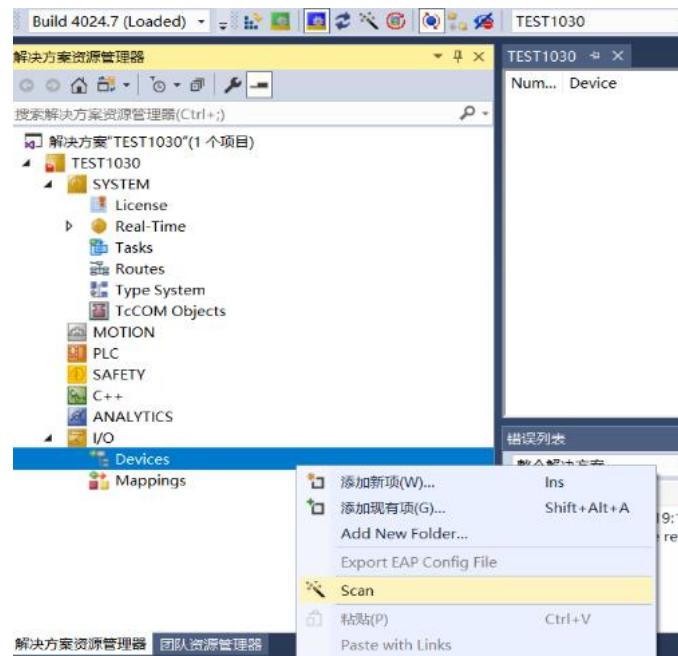 Build 4024.7 (Loaded)
TEST1030
解决方案资源管理器
TEST1030
Num... Device
搜索解决方案资源管理器(Ctrl+;)
解决方案"TEST1030"(1 个项目)
TEST1030
SYSTEM
License
Real-Time
Tasks
Routes
Type System
TcCOM Objects
MOTION
PLC
SAFETY
C++
ANALYTICS
I/O
错误列表
Devices
Mappings
添加新项(W)... Ins
添加现有项(G)... Shift+Alt+A
Add New Folder...
Export EAP Config File
Scan
粘贴(P) Ctrl+V
Paste with Links
解决方案资源管理器 团队资源管理器